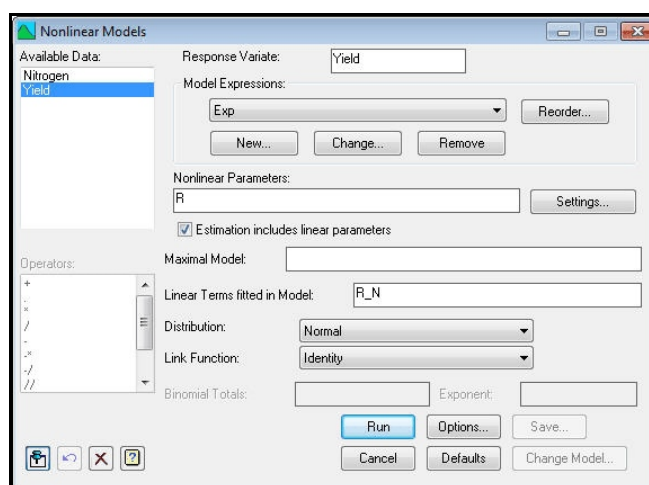 Nonlinear Models
Available Data:
Nitrogen
Yield
Response Variate:
Yield
Model Expressions:
Exp
Reorder...
New...
Change...
Remove
Nonlinear Parameters:
R
Settings...
Estimation includes linear parameters
Maximal Model:
Operators:
+
.
*
/
-
-*
-/
//
Linear Terms fitted in Model:
R_N
Distribution:
Normal
Link Function:
Identity
Binomial Totals:
Exponent:
Run
Options...
Save...
Cancel
Defaults
Change Model...